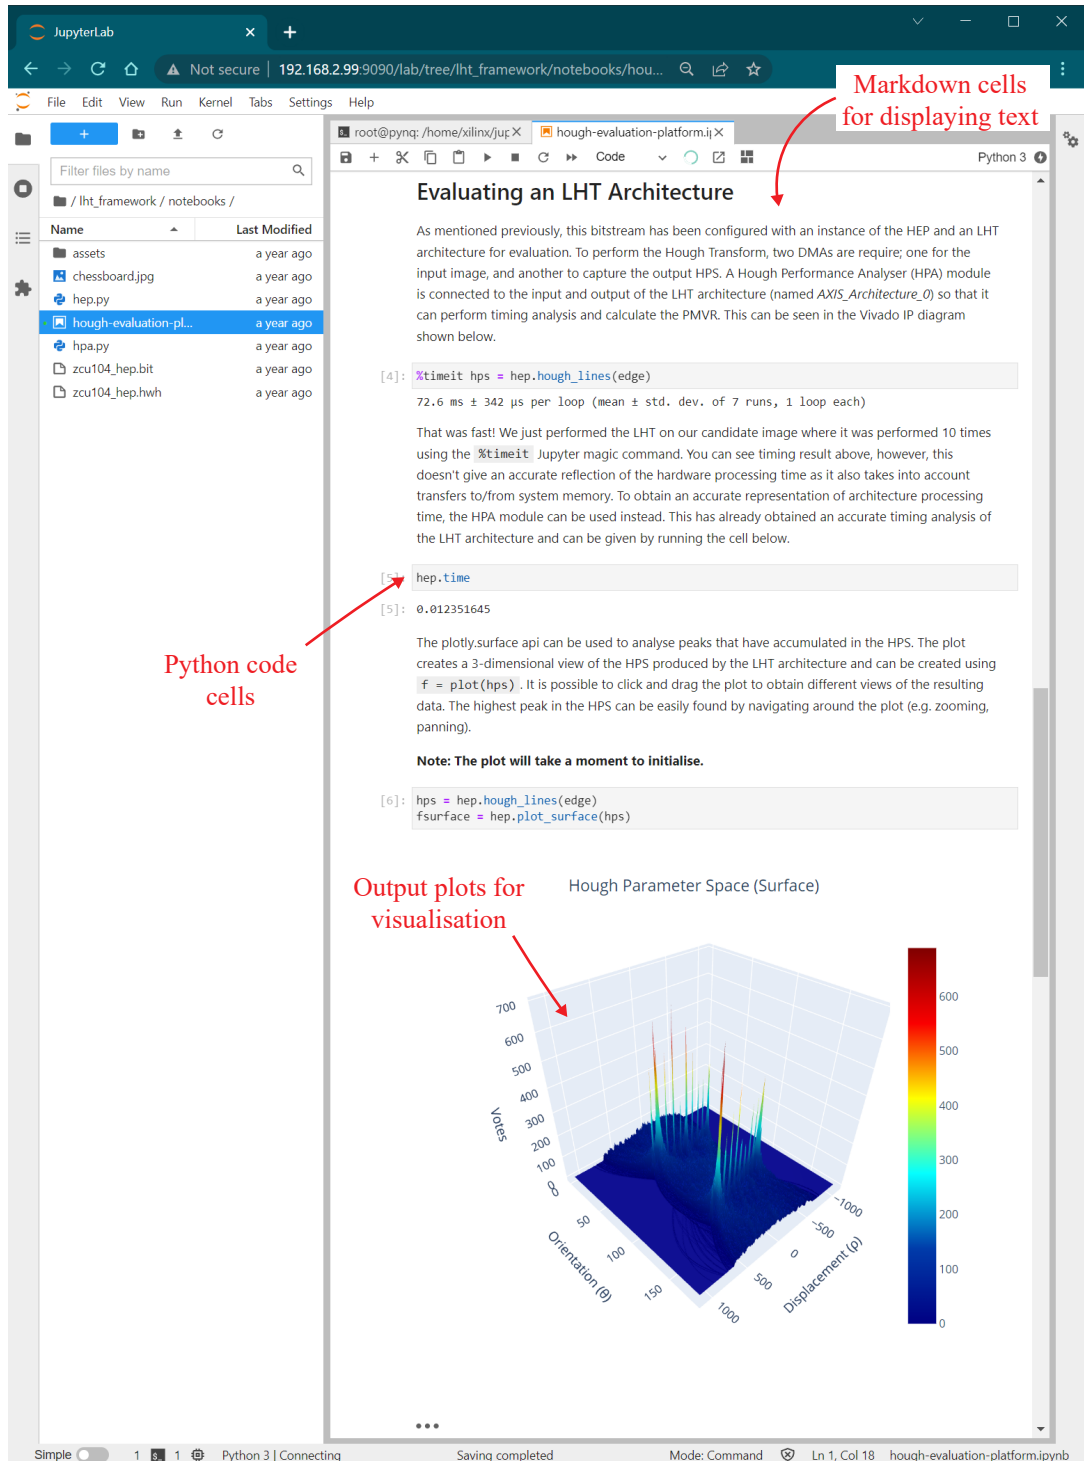 JupyterLab
Not secure | 192.168.2.99:9090/lab/tree/lht_framework/notebooks/hou...
Markdown cells
for displaying text
File Edit View Run Kernel Tabs Settings Help
root@pynq: /home/xilinx/jup
hough-evaluation-platform.i
Filter files by name
Code
Python 3
/ lht_framework / notebooks /
Name Last Modified
assets a year ago
chessboard.jpg a year ago
hep.py a year ago
hough-evaluation-pl... a year ago
hpa.py a year ago
zcu104_hep.bit a year ago
zcu104_hep.hwh a year ago
Evaluating an LHT Architecture
As mentioned previously, this bitstream has been configured with an instance of the HEP and an LHT
architecture for evaluation. To perform the Hough Transform, two DMAs are require; one for the
input image, and another to capture the output HPS. A Hough Performance Analyser (HPA) module
is connected to the input and output of the LHT architecture (named AXIS_Architecture_0) so that it
can perform timing analysis and calculate the PMVR. This can be seen in the Vivado IP diagram
shown below.
[4]: %timeit hps = hep.hough_lines(edge)
72.6 ms ± 342 µs per loop (mean ± std. dev. of 7 runs, 1 loop each)
That was fast! We just performed the LHT on our candidate image where it was performed 10 times
using the %timeit Jupyter magic command. You can see timing result above, however, this
doesn't give an accurate reflection of the hardware processing time as it also takes into account
transfers to/from system memory. To obtain an accurate representation of architecture processing
time, the HPA module can be used instead. This has already obtained an accurate timing analysis of
the LHT architecture and can be given by running the cell below.
[5]: hep.time
[5]: 0.012351645
Python code
cells
The plotly.surface api can be used to analyse peaks that have accumulated in the HPS. The plot
creates a 3-dimensional view of the HPS produced by the LHT architecture and can be created using
f = plot(hps) . It is possible to click and drag the plot to obtain different views of the resulting
data. The highest peak in the HPS can be easily found by navigating around the plot (e.g. zooming,
panning).
Note: The plot will take a moment to initialise.
[6]: hps = hep.hough_lines(edge)
fsurface = hep.plot_surface(hps)
Output plots for
visualisation
Hough Parameter Space (Surface)
700
600
500
400
300
200
100
0
Votes
0
50
100
150
Orientation (θ)
−1000
−500
0
500
1000
Displacement (ρ)
600
500
400
300
200
100
0
Simple 1 1 Python 3 | Connecting Saving completed Mode: Command Ln 1, Col 18 hough-evaluation-platform.ipynb